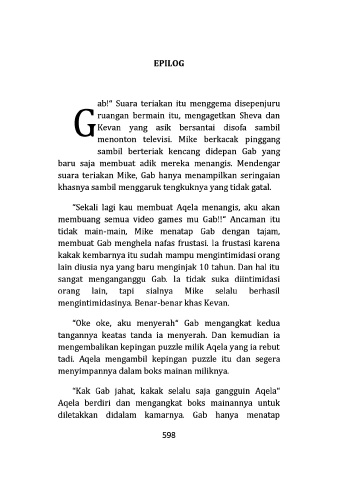 EPILOG
Gab!" Suara teriakan itu menggema disepenjuru
ruangan bermain itu, mengagetkan Sheva dan
Kevan yang asik bersantai disofa sambil
menonton televisi. Mike berkacak pinggang
sambil berteriak kencang didepan Gab yang
baru saja membuat adik mereka menangis. Mendengar
suara teriakan Mike, Gab hanya menampilkan seringaian
khasnya sambil menggaruk tengkuknya yang tidak gatal.
"Sekali lagi kau membuat Aqela menangis, aku akan
membuang semua video games mu Gab!!" Ancaman itu
tidak main-main, Mike menatap Gab dengan tajam,
membuat Gab menghela nafas frustasi. Ia frustasi karena
kakak kembarnya itu sudah mampu mengintimidasi orang
lain diusia nya yang baru menginjak 10 tahun. Dan hal itu
sangat menganganggu Gab. Ia tidak suka diintimidasi
orang lain, tapi sialnya Mike selalu berhasil
mengintimidasinya. Benar-benar khas Kevan.
"Oke oke, aku menyerah" Gab mengangkat kedua
tangannya keatas tanda ia menyerah. Dan kemudian ia
mengembalikan kepingan puzzle milik Aqela yang ia rebut
tadi. Aqela mengambil kepingan puzzle itu dan segera
menyimpannya dalam boks mainan miliknya.
"Kak Gab jahat, kakak selalu saja gangguin Aqela"
Aqela berdiri dan mengangkat boks mainannya untuk
diletakkan didalam kamarnya. Gab hanya menatap
598